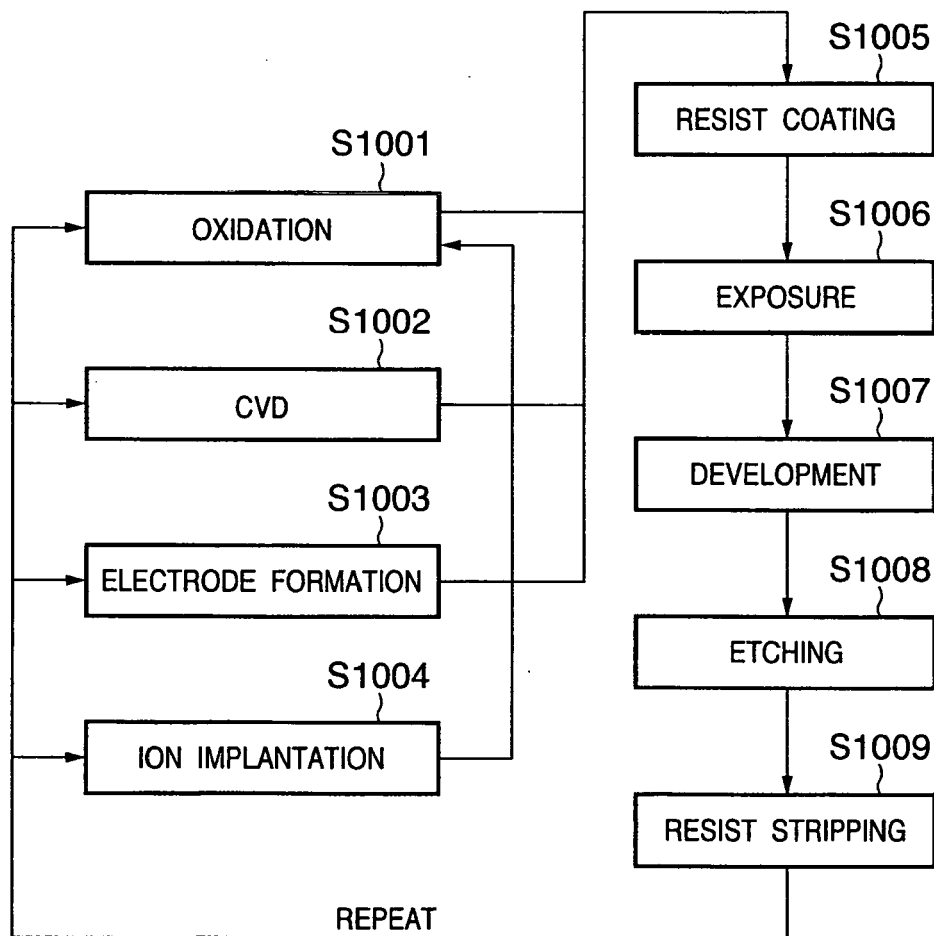 S1001
OXIDATION
S1002
CVD
S1003
ELECTRODE FORMATION
S1004
ION IMPLANTATION
REPEAT
S1005
RESIST COATING
S1006
EXPOSURE
S1007
DEVELOPMENT
S1008
ETCHING
S1009
RESIST STRIPPING